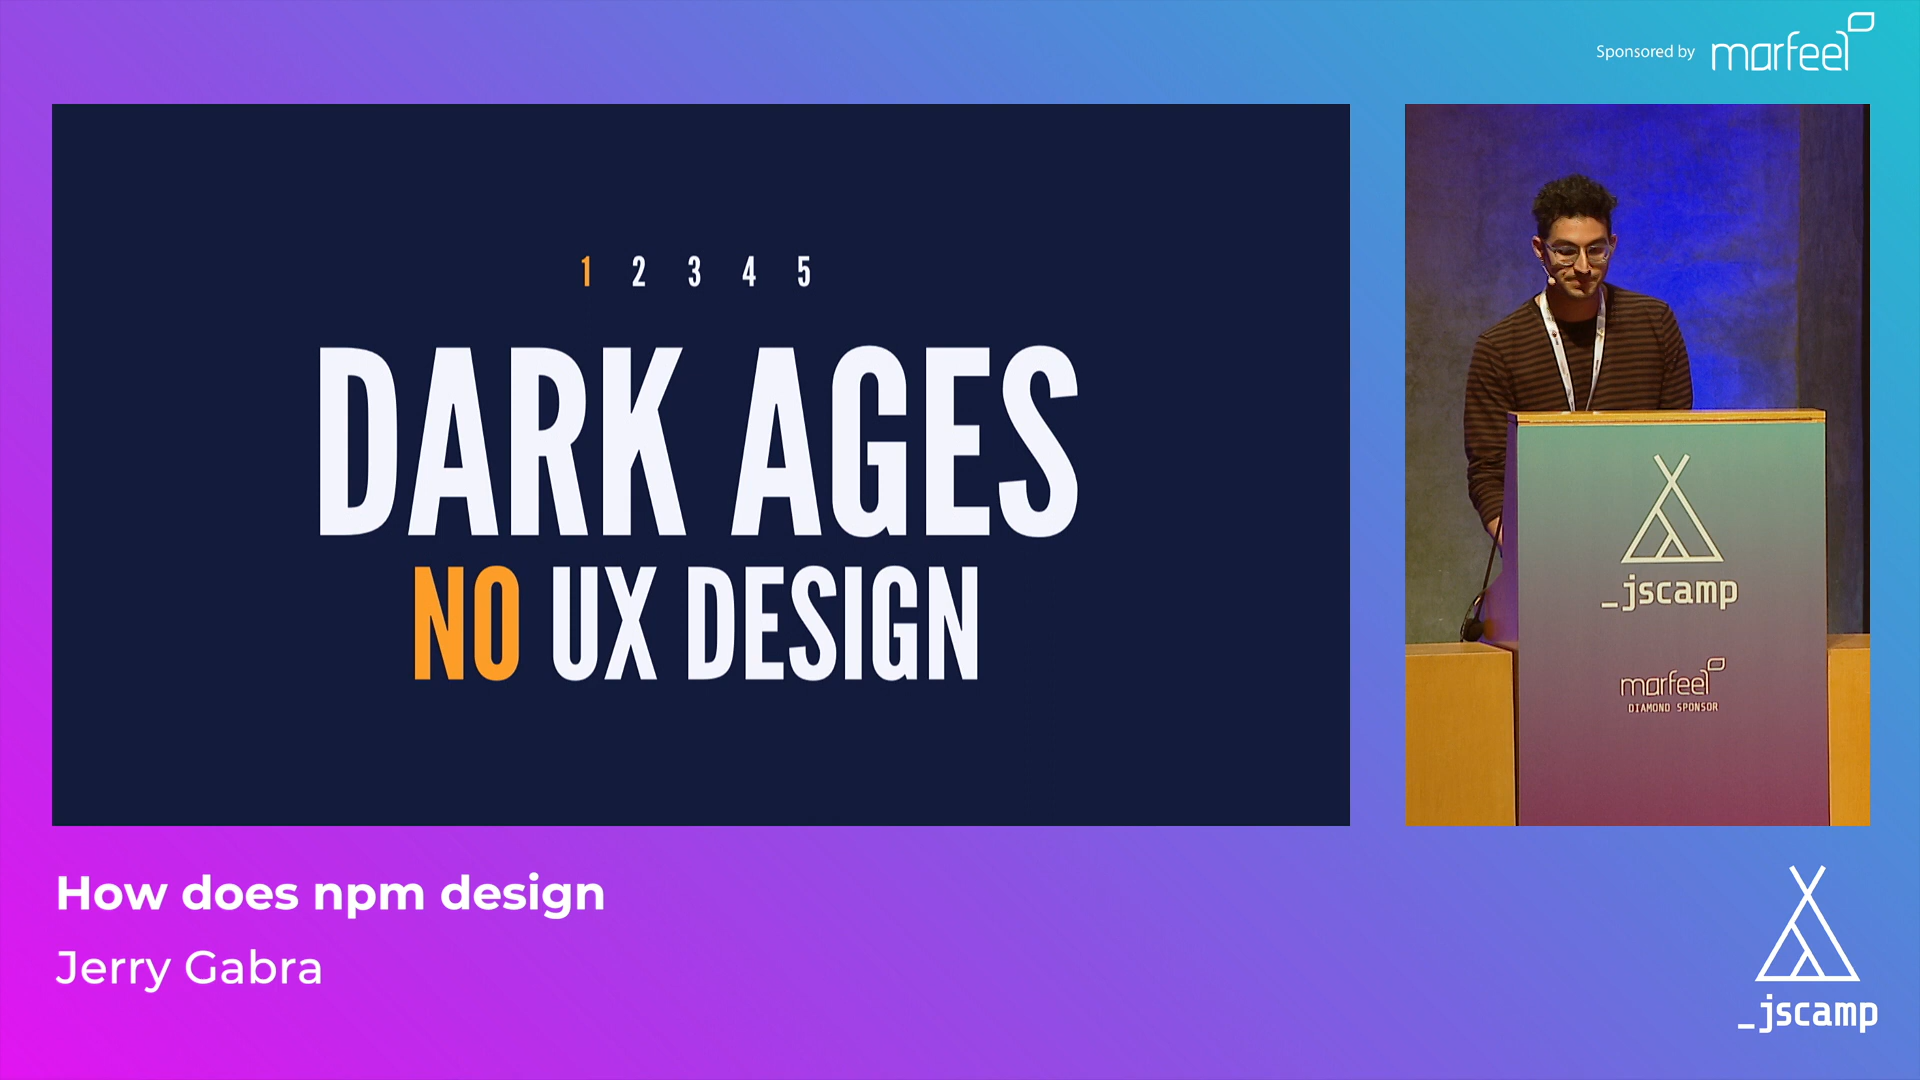 Sponsored by marfeel
1 2 3 4 5
DARK AGES
NO UX DESIGN
_jscamp
marfeel
DIAMOND SPONSOR
How does npm design
Jerry Gabra
_jscamp